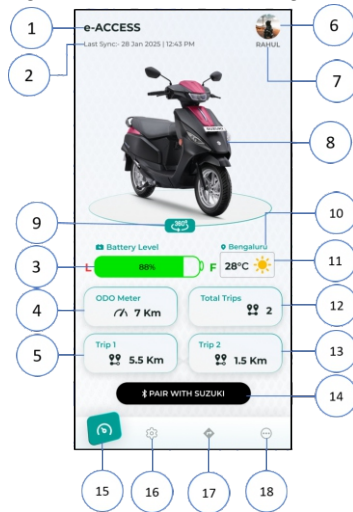 1
e-ACCESS
6
2
Last Sync:- 28 Jan 2025 | 12:43 PM
RAHUL
7
8
9
360°
10
Battery Level
Bengaluru
3
L
88%
F
28°C
11
4
ODO Meter
7 Km
Total Trips
2
12
5
Trip 1
5.5 Km
Trip 2
1.5 Km
13
PAIR WITH SUZUKI
14
15
16
17
18